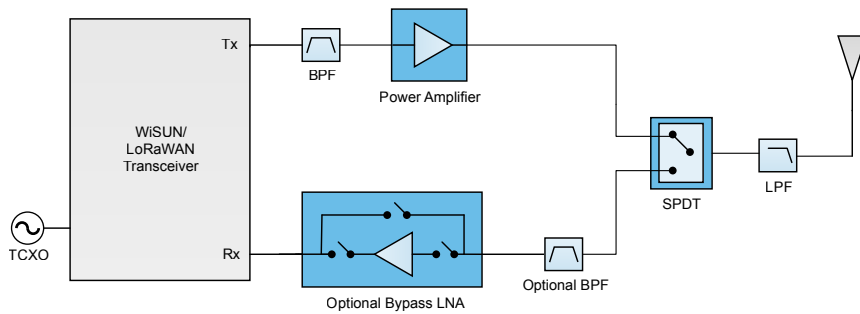 Tx
BPF
Power Amplifier
WiSUN/
LoRaWAN
Transceiver
SPDT
LPF
TCXO
Rx
Optional Bypass LNA
Optional BPF